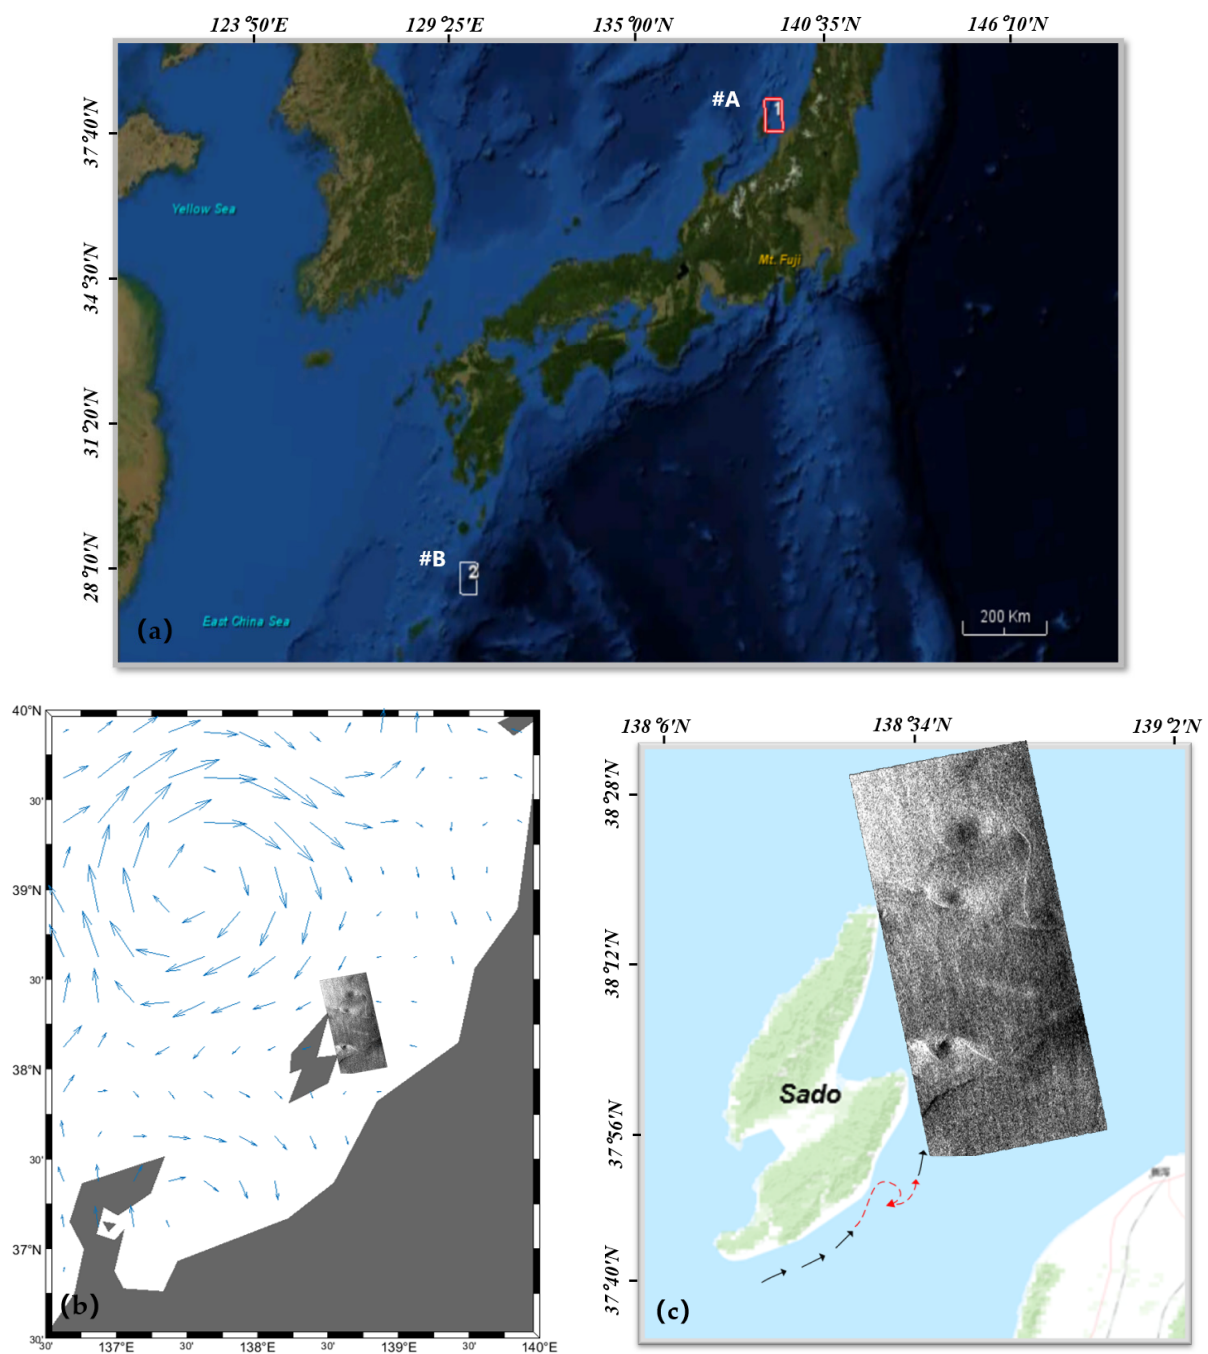 123°50'E 129°25'E 135°00'N 140°35'N 146°10'N
#A
1
37°40'N
Yellow Sea
Mt. Fuji
34°30'N
31°20'N
#B
2
28°10'N
200 Km
East China Sea
(a)
40°N
30'
39°N
30'
38°N
30'
37°N
30'
(b)
30' 137°E 30' 138°E 30' 139°E 30' 140°E
138°6'N 138°34'N 139°2'N
38°28'N
38°12'N
Sado
37°56'N
37°40'N
(c)